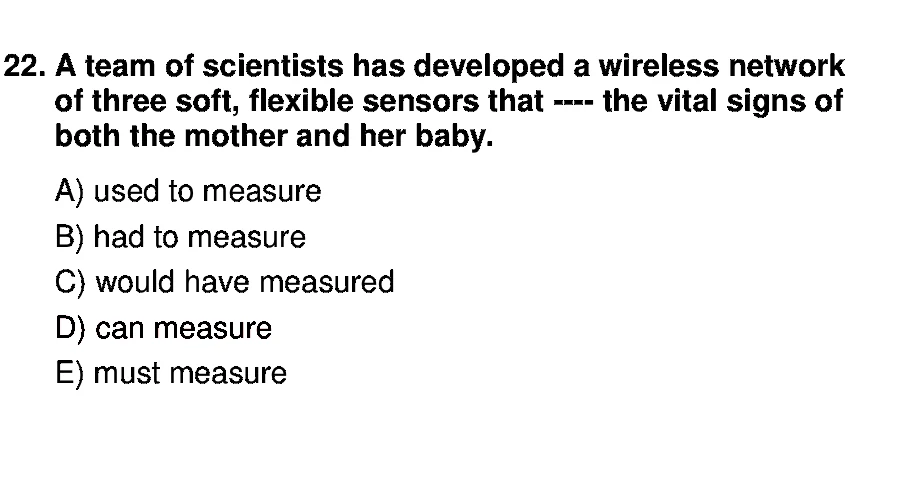 22. A team of scientists has developed a wireless network
of three soft, flexible sensors that ---- the vital signs of
both the mother and her baby.
A) used to measure
B) had to measure
C) would have measured
D) can measure
E) must measure